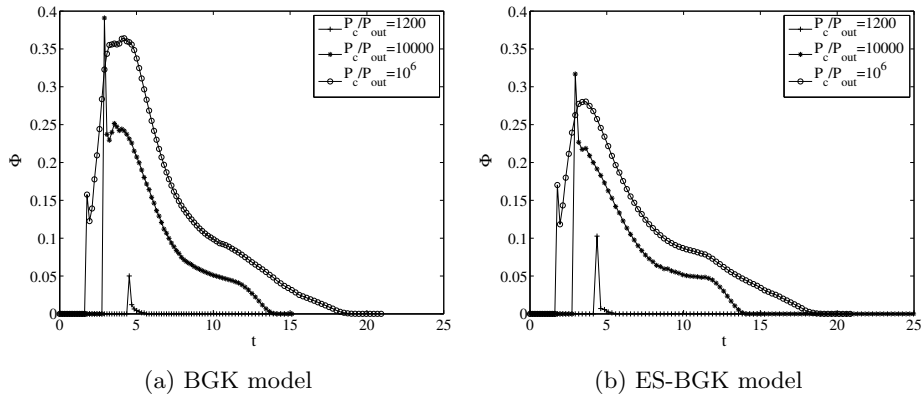 0.4
0.35
0.3
0.25
0.2
0.15
0.1
0.05
0
Φ
0 5 10 15 20 25
t
P_c/P_out=1200
P_c/P_out=10000
P_c/P_out=10^6
(a) BGK model
0.4
0.35
0.3
0.25
0.2
0.15
0.1
0.05
0
Φ
0 5 10 15 20 25
t
P_c/P_out=1200
P_c/P_out=10000
P_c/P_out=10^6
(b) ES-BGK model